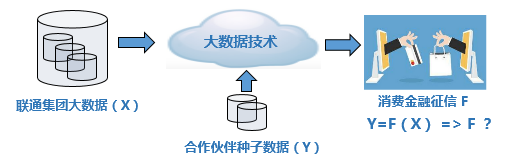 大数据技术
联通集团大数据（X）
合作伙伴种子数据（Y）
消费金融征信 F
Y=F（X） => F ？